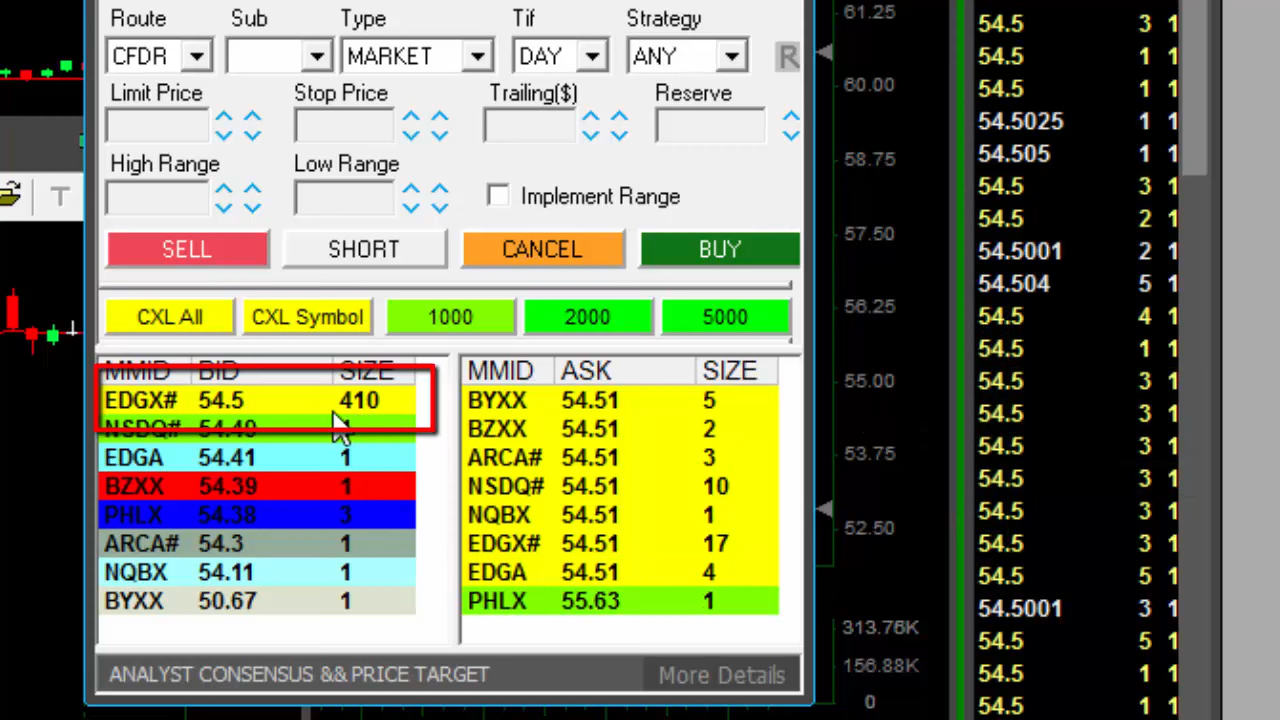 Route Sub Type Tif Strategy
CFDR MARKET DAY ANY R
Limit Price Stop Price Trailing($) Reserve
High Range Low Range
Implement Range
SELL SHORT CANCEL BUY
CXL All CXL Symbol 1000 2000 5000
MMID BID SIZE
EDGX# 54.5 410
NSDQ# 54.49
EDGA 54.41 1
BZXX 54.39 1
PHLX 54.38 3
ARCA# 54.3 1
NQBX 54.11 1
BYXX 50.67 1
MMID ASK SIZE
BYXX 54.51 5
BZXX 54.51 2
ARCA# 54.51 3
NSDQ# 54.51 10
NQBX 54.51 1
EDGX# 54.51 17
EDGA 54.51 4
PHLX 55.63 1
ANALYST CONSENSUS && PRICE TARGET More Details
T
61.25
60.00
58.75
57.50
56.25
55.00
53.75
52.50
313.76K
156.88K
0
54.5 3 1
54.5 1 1
54.5 1 1
54.5025 1 1
54.505 1 1
54.5 3 1
54.5 2 1
54.5001 2 1
54.504 5 1
54.5 4 1
54.5 1 1
54.5 3 1
54.5 3 1
54.5 3 1
54.5 3 1
54.5 3 1
54.5 3 1
54.5 5 1
54.5001 3 1
54.5 5 1
54.5 1 1
54.5 1 1